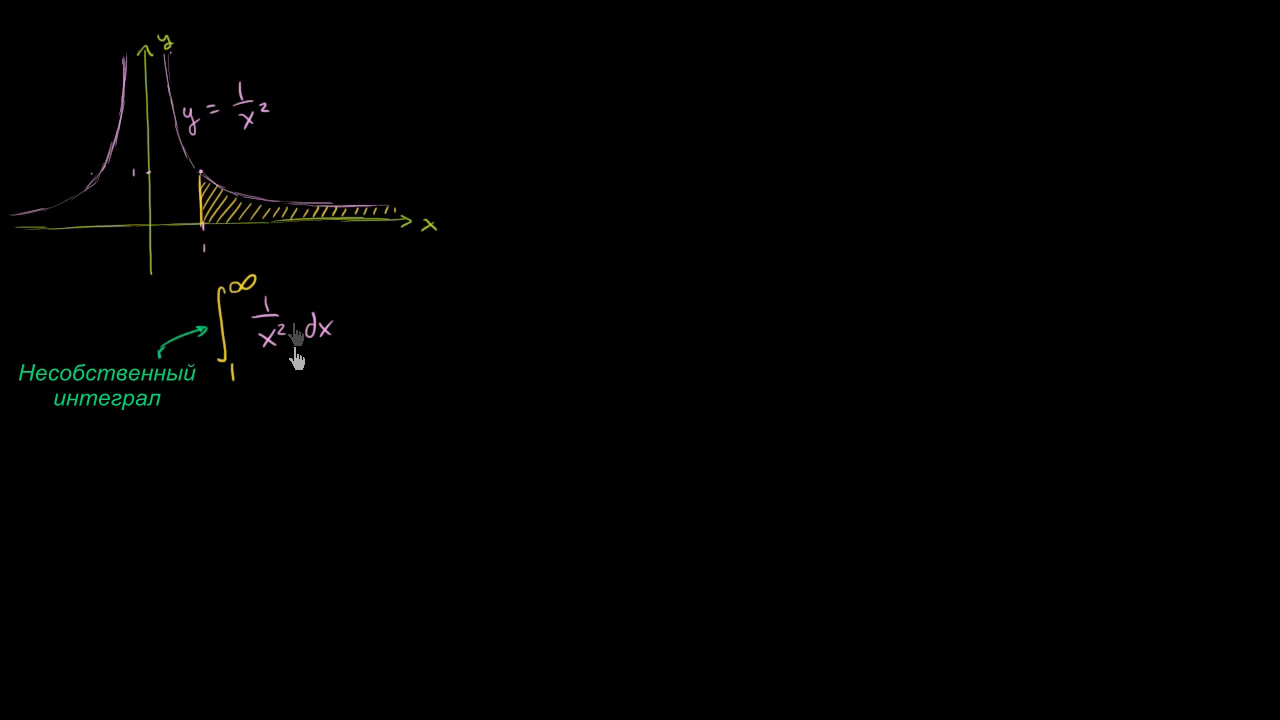 y
y = 1/x²
1
x
1
∫₁^∞ 1/x² dx
Несобственный
интеграл